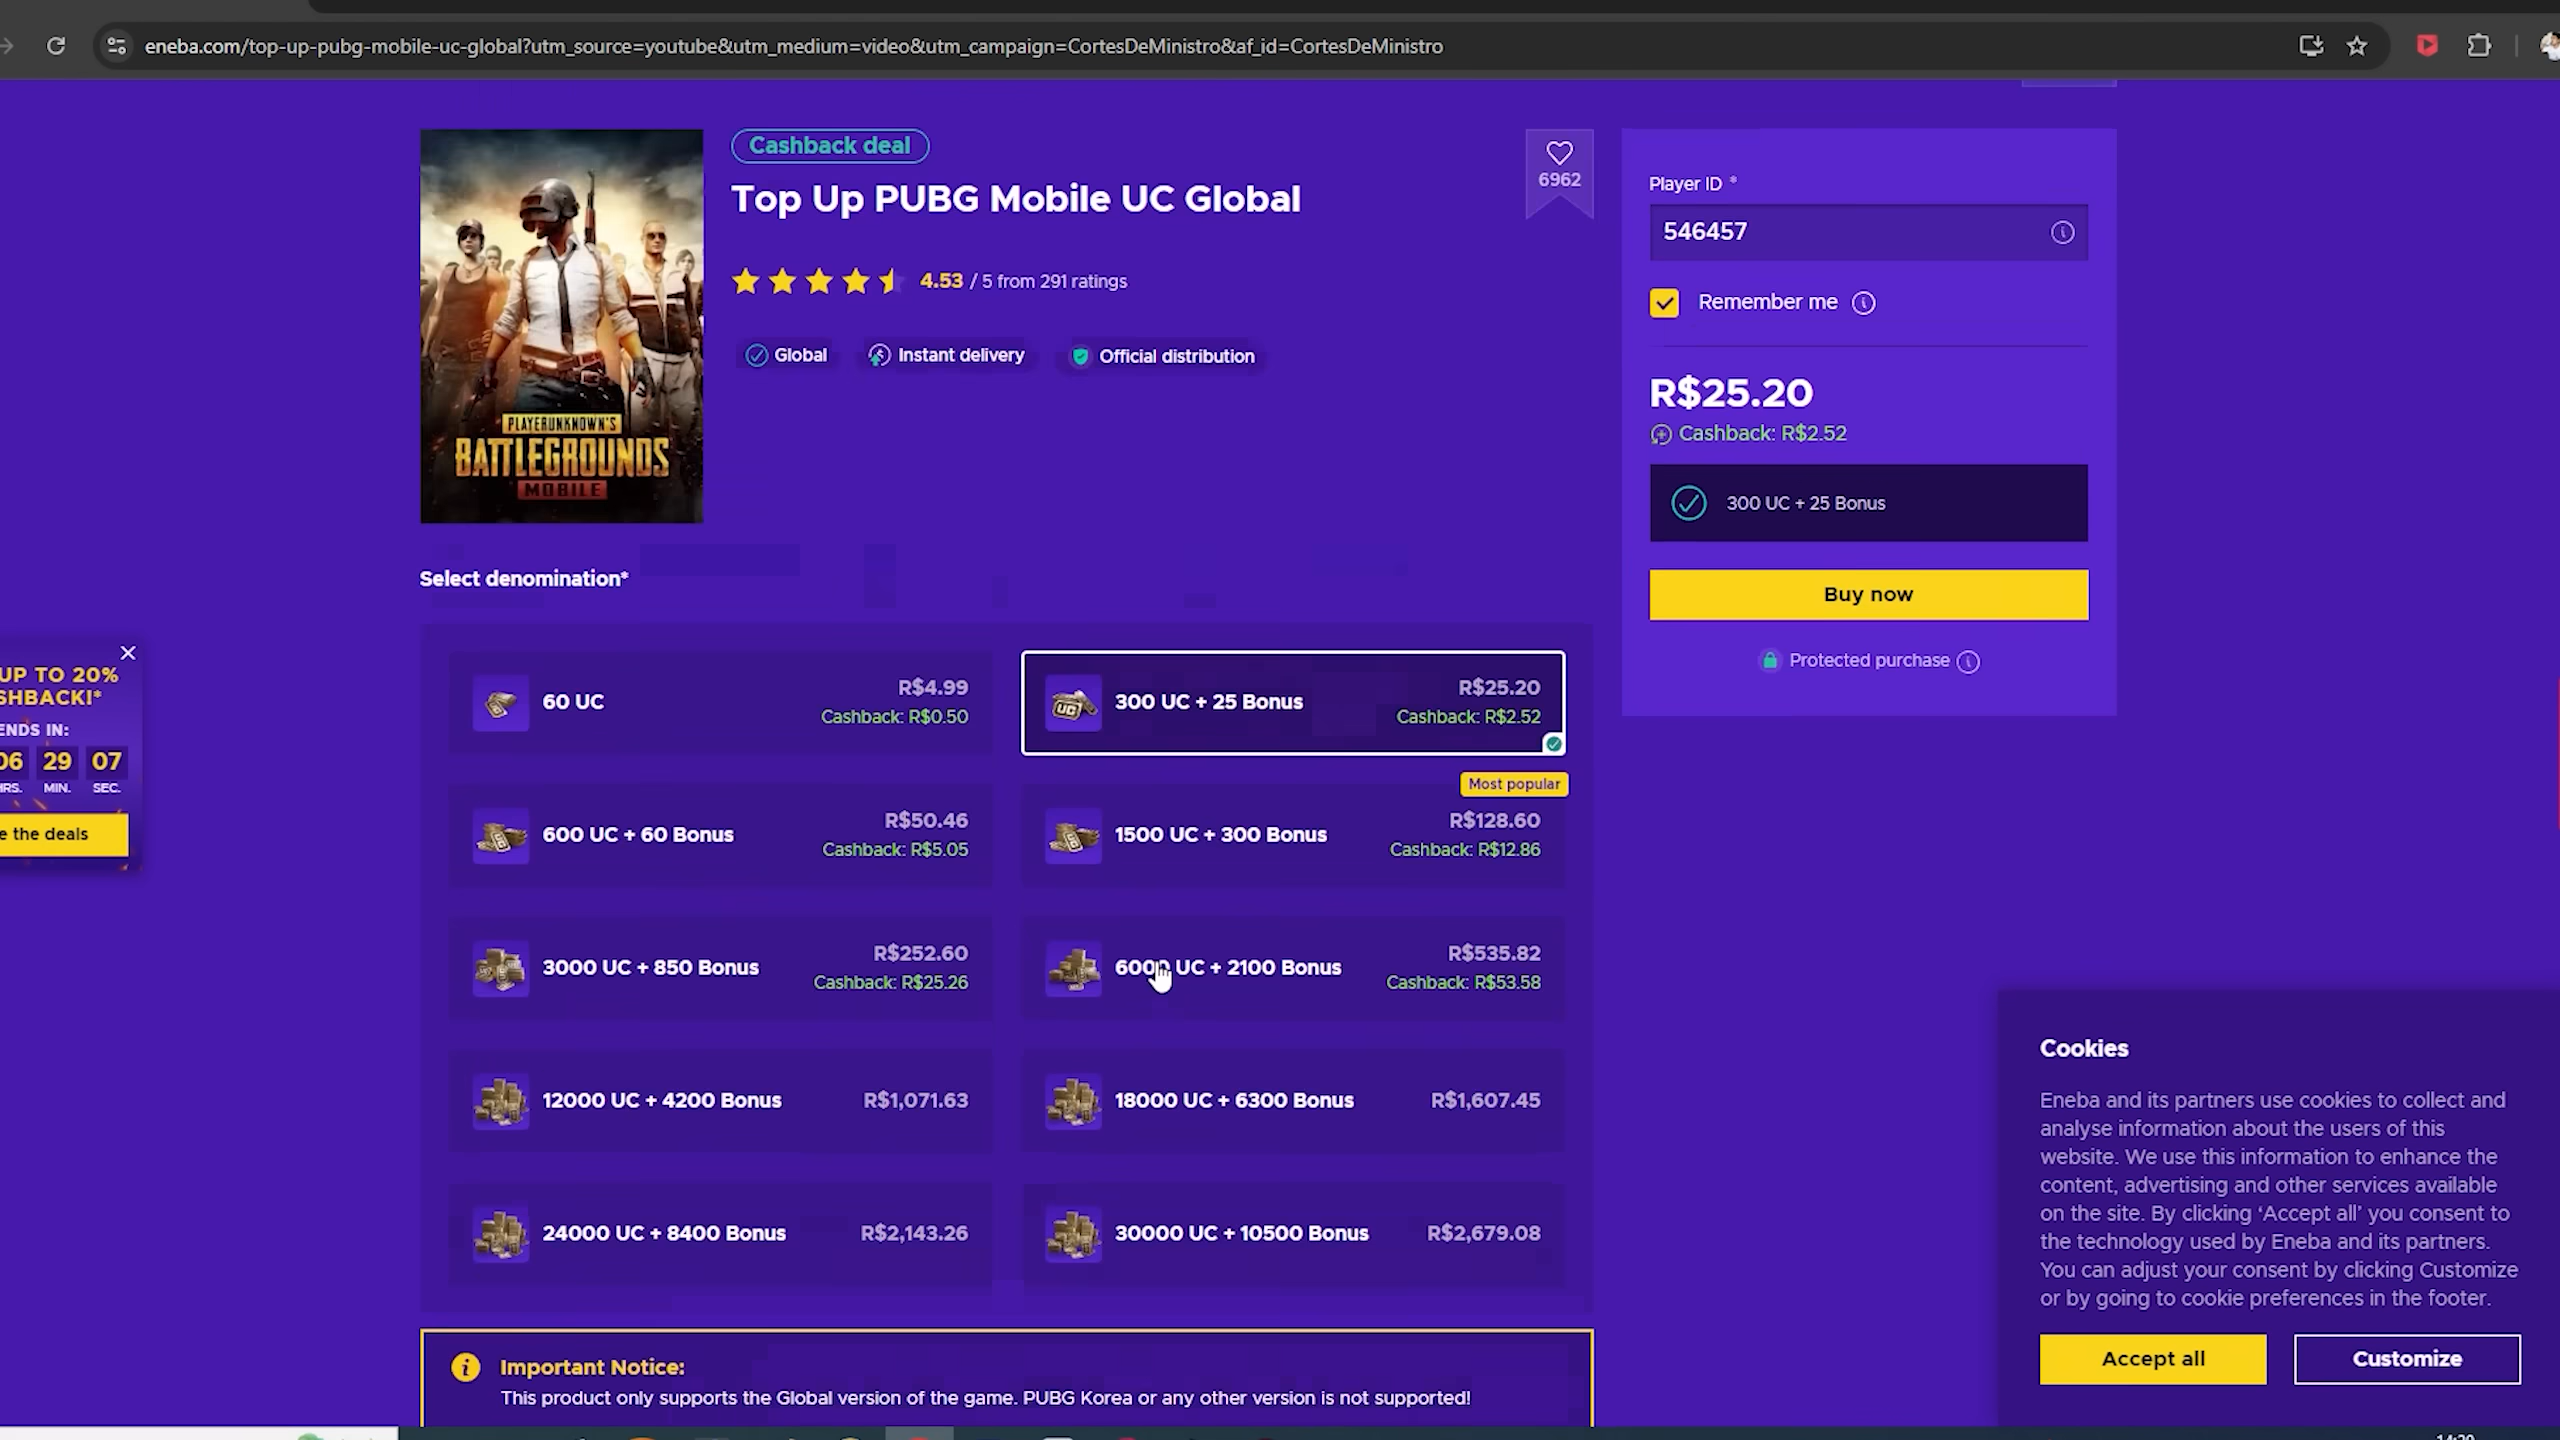 eneba.com/top-up-pubg-mobile-uc-global?utm_source=youtube&utm_medium=video&utm_campaign=CortesDeMinistro&af_id=CortesDeMinistro
Cashback deal
Top Up PUBG Mobile UC Global
6962
4.53 / 5 from 291 ratings
Global
Instant delivery
Official distribution
PLAYERUNKNOWN'S
BATTLEGROUNDS
MOBILE
Player ID *
546457
Remember me
R$25.20
Cashback: R$2.52
300 UC + 25 Bonus
Buy now
Protected purchase
Select denomination*
60 UC
R$4.99
Cashback: R$0.50
300 UC + 25 Bonus
R$25.20
Cashback: R$2.52
600 UC + 60 Bonus
R$50.46
Cashback: R$5.05
Most popular
1500 UC + 300 Bonus
R$128.60
Cashback: R$12.86
3000 UC + 850 Bonus
R$252.60
Cashback: R$25.26
6000 UC + 2100 Bonus
R$535.82
Cashback: R$53.58
12000 UC + 4200 Bonus
R$1,071.63
18000 UC + 6300 Bonus
R$1,607.45
24000 UC + 8400 Bonus
R$2,143.26
30000 UC + 10500 Bonus
R$2,679.08
UP TO 20%
ENDS IN:
06 29 07
MIN. SEC.
the deals
Important Notice:
This product only supports the Global version of the game. PUBG Korea or any other version is not supported!
Cookies
Eneba and its partners use cookies to collect and
analyse information about the users of this
website. We use this information to enhance the
content, advertising and other services available
on the site. By clicking ‘Accept all’ you consent to
the technology used by Eneba and its partners.
You can adjust your consent by clicking Customize
or by going to cookie preferences in the footer.
Accept all
Customize